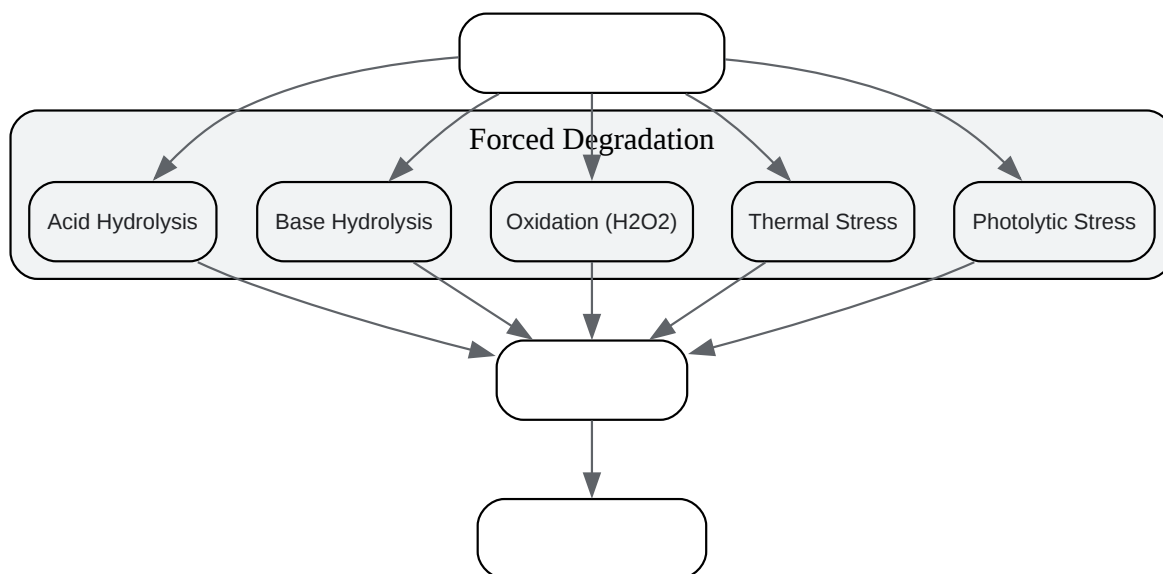 Forced Degradation
Acid Hydrolysis
Base Hydrolysis
Oxidation (H2O2)
Thermal Stress
Photolytic Stress